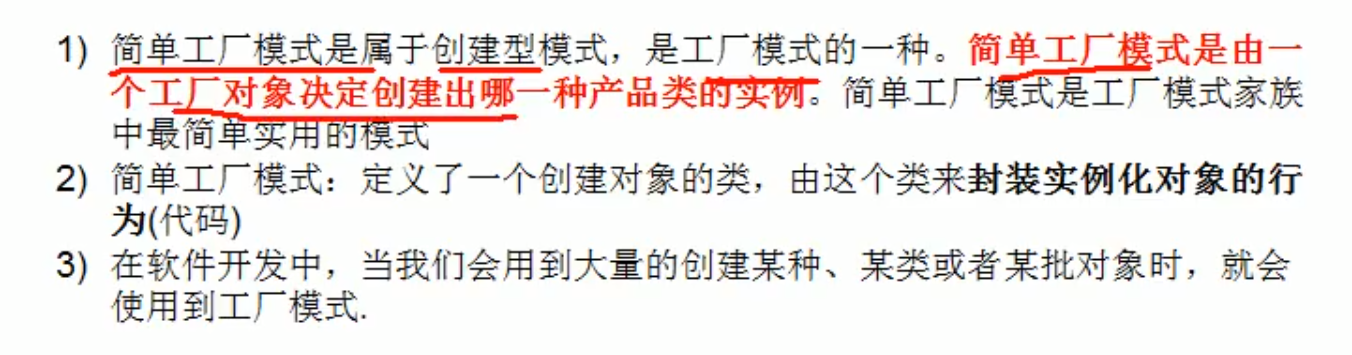 1) 简单工厂模式是属于创建型模式，是工厂模式的一种。简单工厂模式是由一
个工厂对象决定创建出哪一种产品类的实例。简单工厂模式是工厂模式家族
中最简单实用的模式
2) 简单工厂模式：定义了一个创建对象的类，由这个类来封装实例化对象的行
为(代码)
3) 在软件开发中，当我们会用到大量的创建某种、某类或者某批对象时，就会
使用到工厂模式.